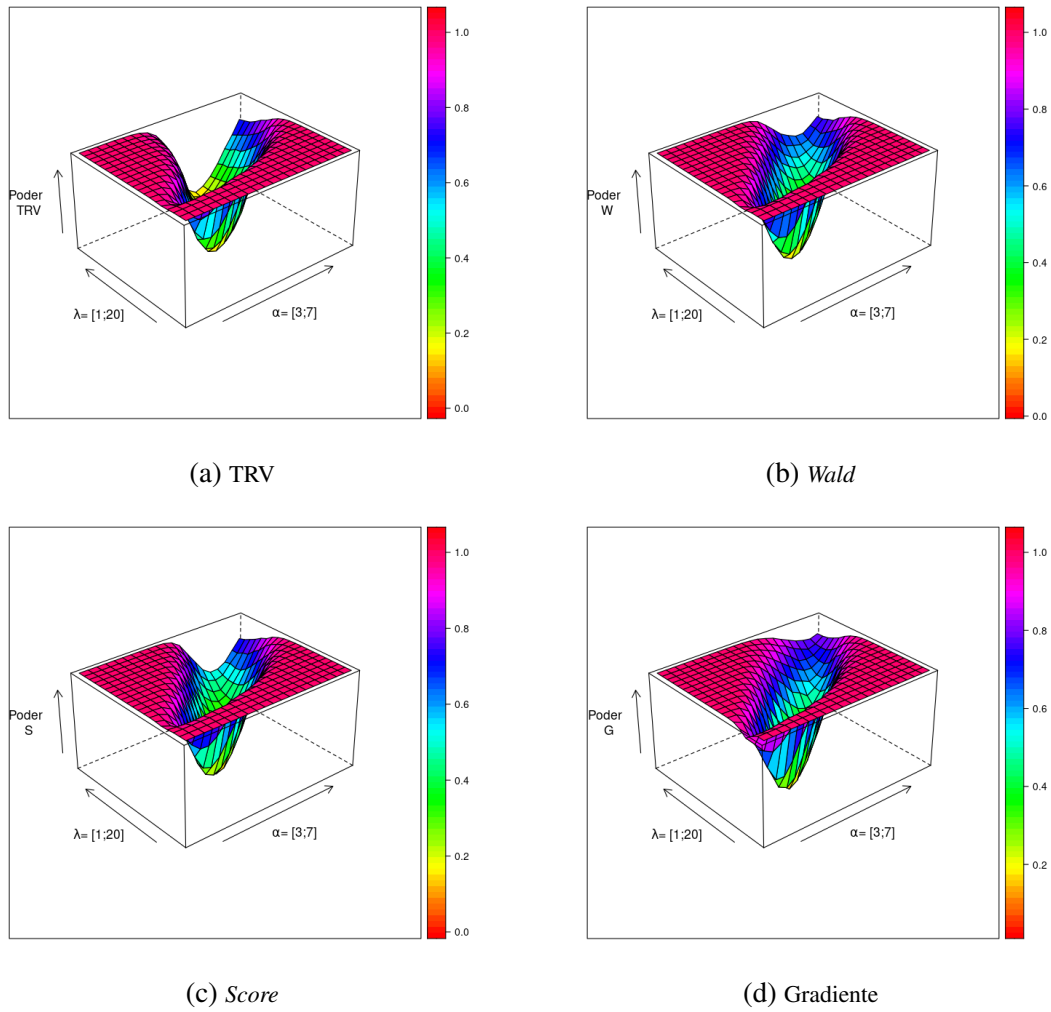 1.0
0.8
0.6
0.4
0.2
0.0
Poder
TRV
λ= [1;20]
α= [3;7]
(a) TRV
1.0
0.8
0.6
0.4
0.2
0.0
Poder
W
λ= [1;20]
α= [3;7]
(b) Wald
1.0
0.8
0.6
0.4
0.2
0.0
Poder
S
λ= [1;20]
α= [3;7]
(c) Score
1.0
0.8
0.6
0.4
0.2
Poder
G
λ= [1;20]
α= [3;7]
(d) Gradiente